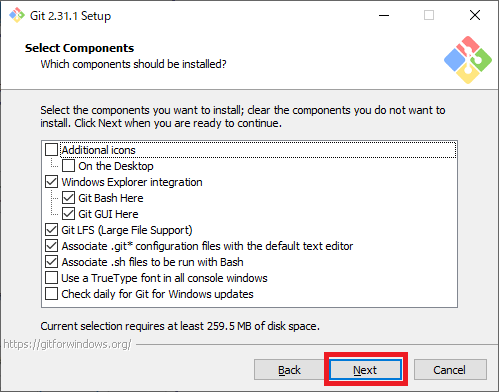 Git 2.31.1 Setup
Select Components
Which components should be installed?
Select the components you want to install; clear the components you do not want to
install. Click Next when you are ready to continue.
Additional icons
On the Desktop
Windows Explorer integration
Git Bash Here
Git GUI Here
Git LFS (Large File Support)
Associate .git* configuration files with the default text editor
Associate .sh files to be run with Bash
Use a TrueType font in all console windows
Check daily for Git for Windows updates
Current selection requires at least 259.5 MB of disk space.
https://gitforwindows.org/
Back Next Cancel